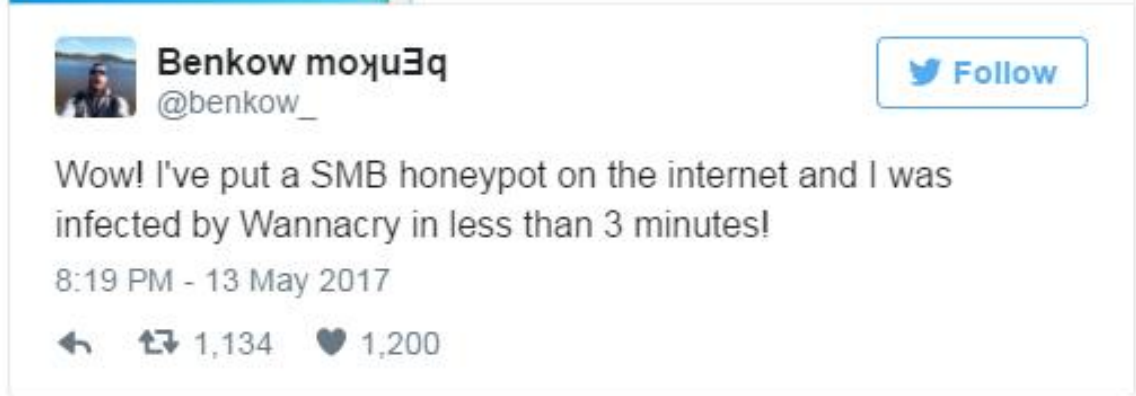 Benkow moʞuƎq
@benkow_
Follow
Wow! I've put a SMB honeypot on the internet and I was
infected by Wannacry in less than 3 minutes!
8:19 PM - 13 May 2017
1,134 1,200